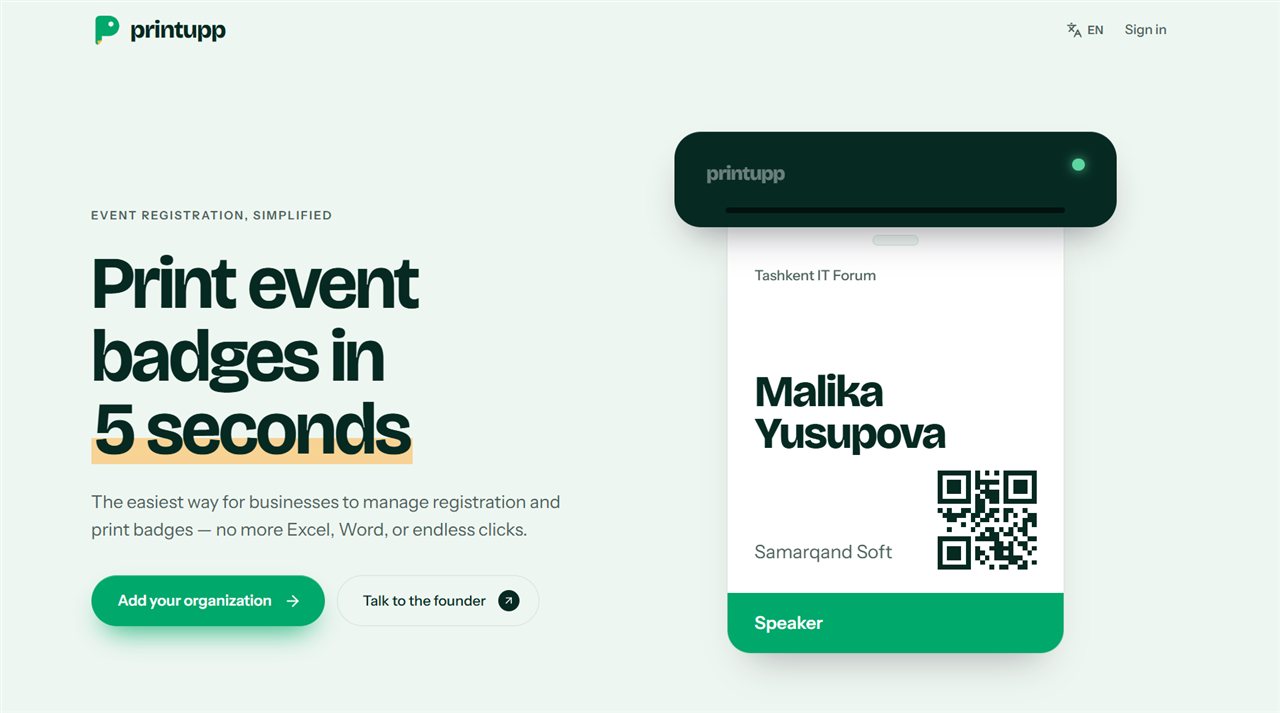 printupp
EN
Sign in
EVENT REGISTRATION, SIMPLIFIED
Print event
badges in
5 seconds
The easiest way for businesses to manage registration and
print badges — no more Excel, Word, or endless clicks.
Add your organization
Talk to the founder
printupp
Tashkent IT Forum
Malika
Yusupova
Samarqand Soft
Speaker